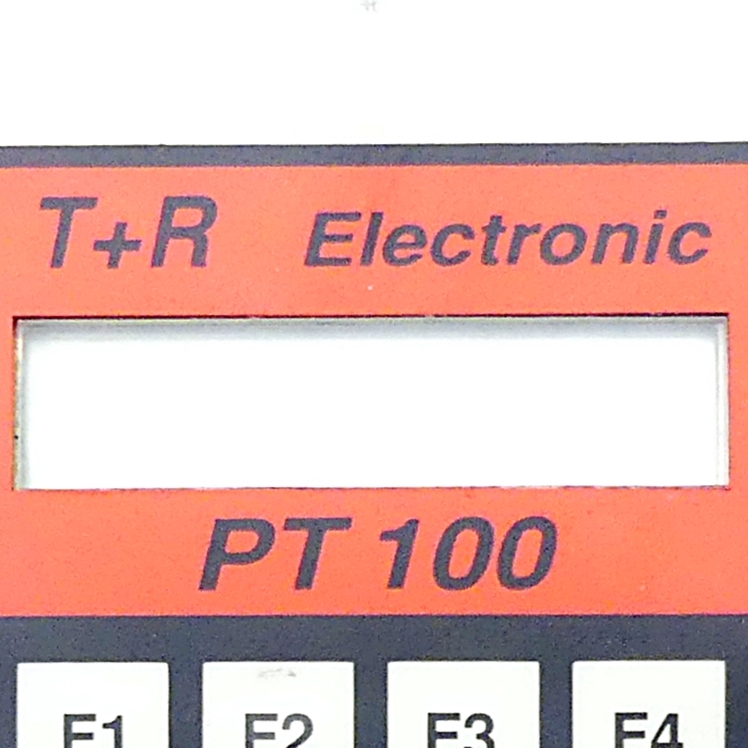 T+R Electronic
PT 100
F1 F2 F3 F4